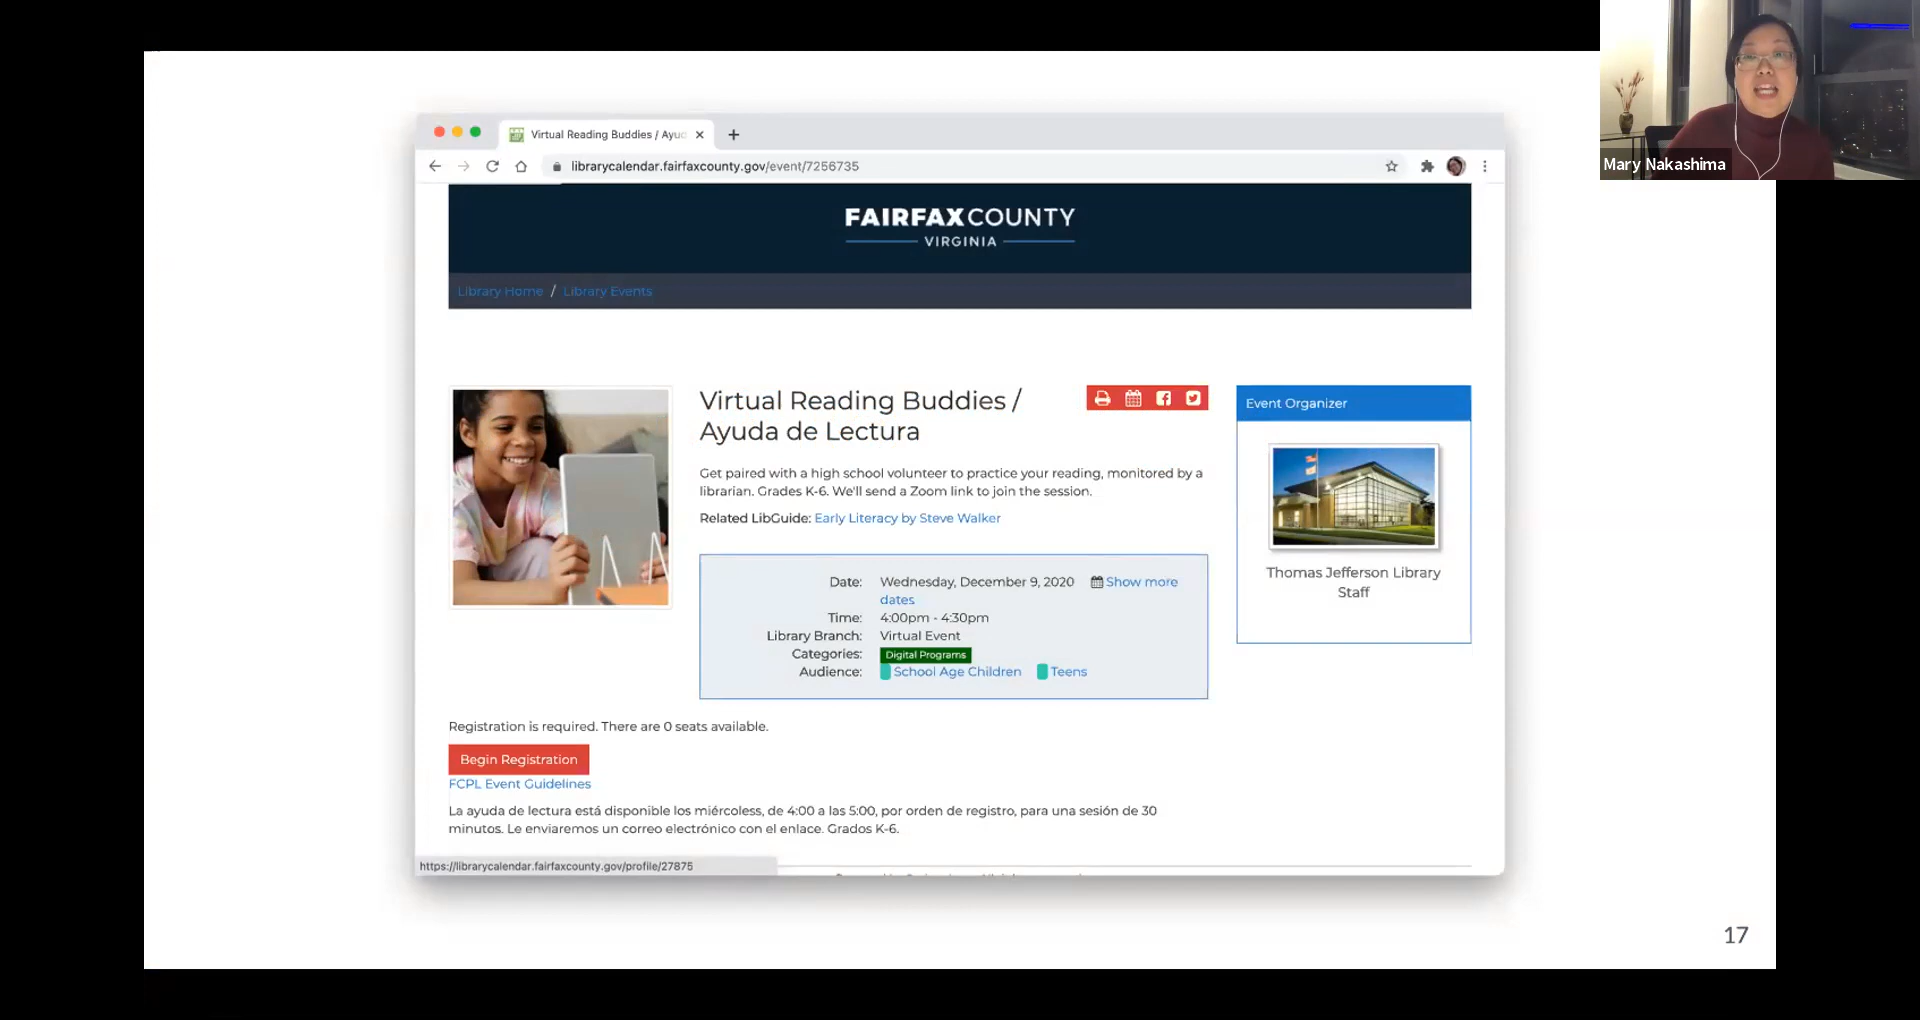 Mary Nakashima
Virtual Reading Buddies / Ayud
librarycalendar.fairfaxcounty.gov/event/7256735
FAIRFAX COUNTY
VIRGINIA
Library Home / Library Events
Virtual Reading Buddies /
Ayuda de Lectura
Get paired with a high school volunteer to practice your reading, monitored by a
librarian. Grades K-6. We'll send a Zoom link to join the session.
Related LibGuide: Early Literacy by Steve Walker
Date: Wednesday, December 9, 2020 Show more
dates
Time: 4:00pm - 4:30pm
Library Branch: Virtual Event
Categories: Digital Programs
Audience: School Age Children Teens
Event Organizer
Thomas Jefferson Library
Staff
Registration is required. There are 0 seats available.
Begin Registration
FCPL Event Guidelines
La ayuda de lectura está disponible los miércoless, de 4:00 a las 5:00, por orden de registro, para una sesión de 30
minutos. Le enviaremos un correo electrónico con el enlace. Grados K-6.
https://librarycalendar.fairfaxcounty.gov/profile/27875
17